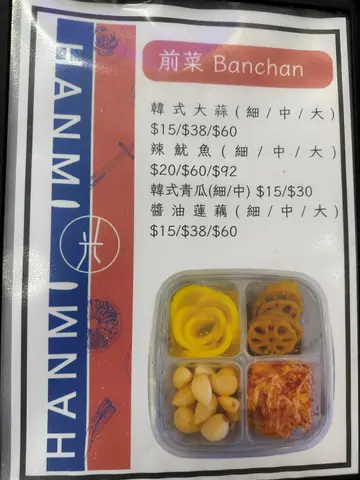 HANMI
HANMI
前菜 Banchan
韓式大蒜(細/中/大)
$15/$38/$60
辣魷魚(細/中/大)
$20/$60/$92
韓式青瓜(細/中) $15/$30
醬油蓮藕(細/中/大)
$15/$38/$60